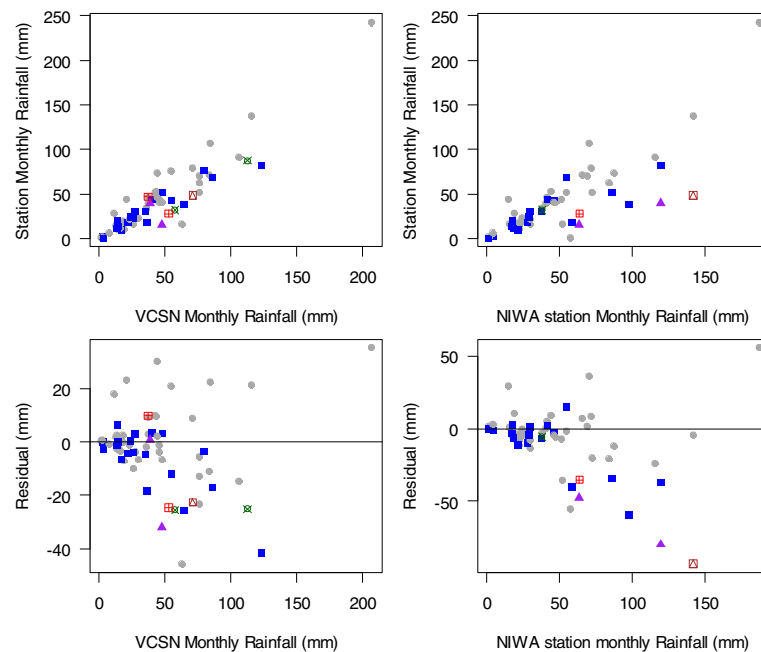 250
200
150
100
50
0
Station Monthly Rainfall (mm)
0 50 100 150 200
VCSN Monthly Rainfall (mm)
250
200
150
100
50
0
Station Monthly Rainfall (mm)
0 50 100 150
NIWA station Monthly Rainfall (mm)
20
0
-20
-40
Residual (mm)
0 50 100 150 200
VCSN Monthly Rainfall (mm)
50
0
-50
Residual (mm)
0 50 100 150
NIWA station monthly Rainfall (mm)